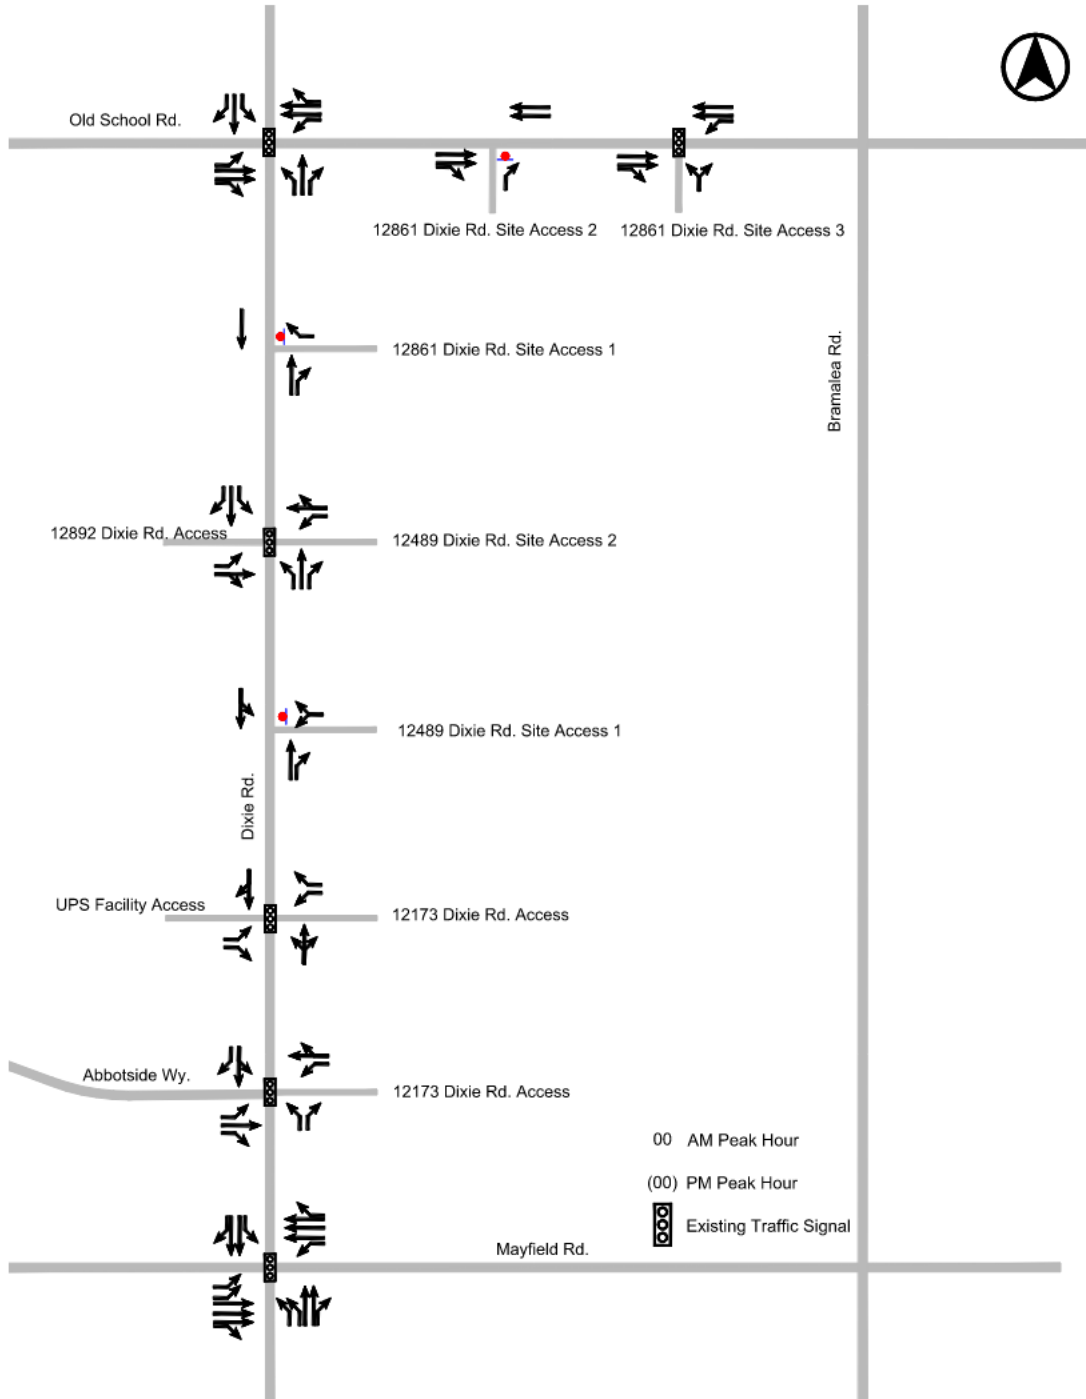 Old School Rd.
12861 Dixie Rd. Site Access 2
12861 Dixie Rd. Site Access 3
12861 Dixie Rd. Site Access 1
Bramalea Rd.
12892 Dixie Rd. Access
12489 Dixie Rd. Site Access 2
12489 Dixie Rd. Site Access 1
Dixie Rd.
UPS Facility Access
12173 Dixie Rd. Access
Abbotside Wy.
12173 Dixie Rd. Access
00 AM Peak Hour
(00) PM Peak Hour
Existing Traffic Signal
Mayfield Rd.